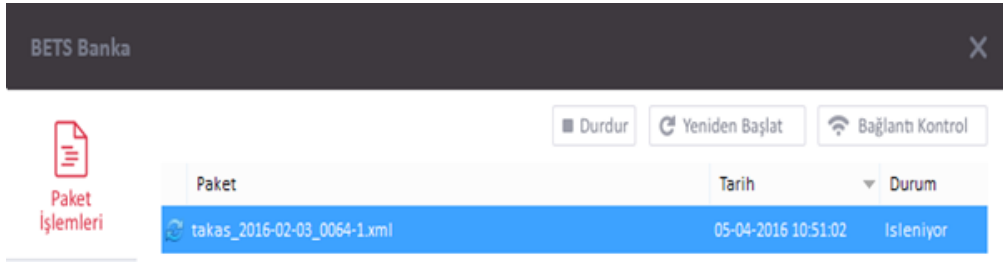 BETS Banka
Durdur Yeniden Başlat Bağlantı Kontrol
Paket İşlemleri
Paket Tarih Durum
takas_2016-02-03_0064-1.xml 05-04-2016 10:51:02 Isleniyor